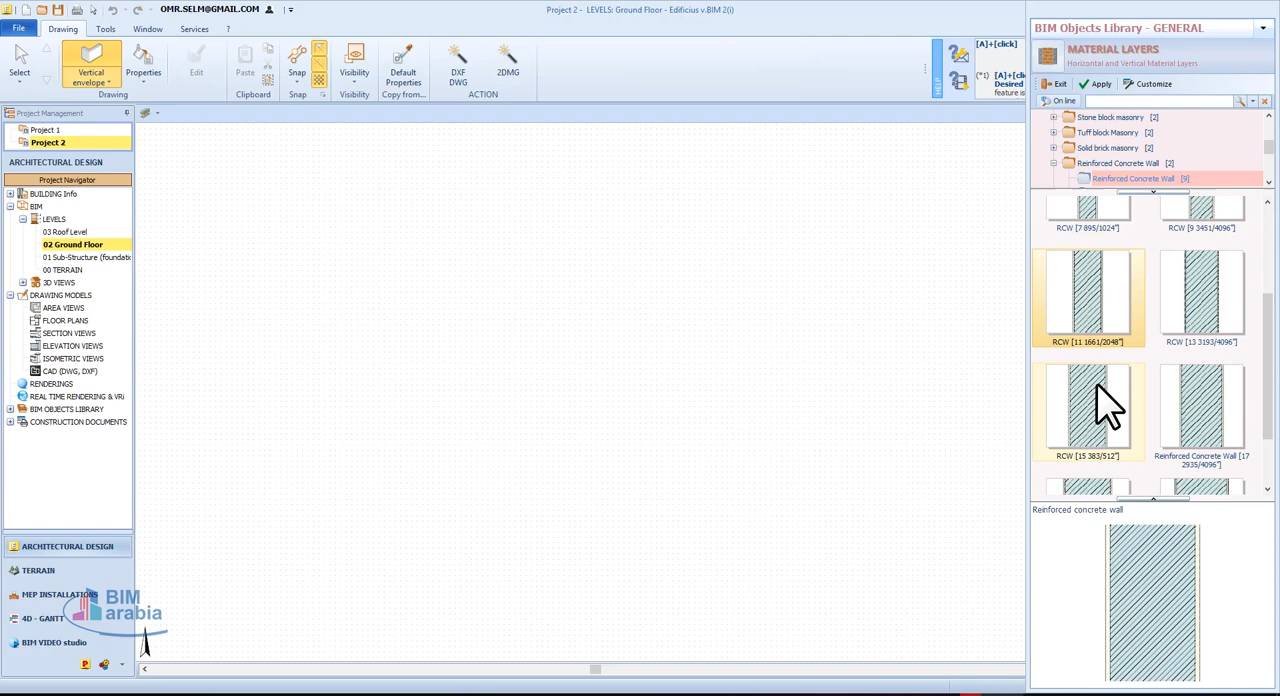 OMR.SELM@GMAIL.COM
Project 2 - LEVELS: Ground Floor - Edificius v.BIM 2(i)
File
Drawing
Tools
Window
Services
?
Select
Vertical
envelope
Properties
Edit
Drawing
Paste
Clipboard
Snap
Snap
Visibility
Visibility
Default
Properties
Copy from...
DXF
DWG
2DMG
ACTION
HELP
[A]+[click]
(*1)
Desired
feature is
Project Management
Project 1
Project 2
ARCHITECTURAL DESIGN
Project Navigator
BUILDING Info
BIM
LEVELS
03 Roof Level
02 Ground Floor
01 Sub-Structure (foundatio
00 TERRAIN
3D VIEWS
DRAWING MODELS
AREA VIEWS
FLOOR PLANS
SECTION VIEWS
ELEVATION VIEWS
ISOMETRIC VIEWS
CAD (DWG, DXF)
RENDERINGS
REAL TIME RENDERING & VR
BIM OBJECTS LIBRARY
CONSTRUCTION DOCUMENTS
ARCHITECTURAL DESIGN
TERRAIN
MEP INSTALLATIONS
4D - GANTT
BIM VIDEO studio
BIM
arabia
BIM Objects Library - GENERAL
MATERIAL LAYERS
Horizontal and Vertical Material Layers
Exit
Apply
Customize
On line
Stone block masonry [2]
Tuff block Masonry [2]
Solid brick masonry [2]
Reinforced Concrete Wall [2]
Reinforced Concrete Wall [9]
RCW [7 895/1024"]
RCW [9 3451/4096"]
RCW [11 1661/2048"]
RCW [13 3193/4096"]
RCW [15 383/512"]
Reinforced Concrete Wall [17
2935/4096"]
Reinforced concrete wall